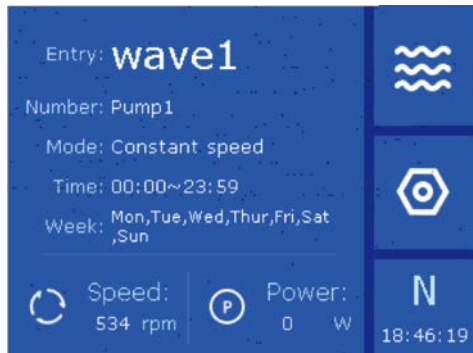 Entry: wave1
Number: Pump1
Mode: Constant speed
Time: 00:00~23:59
Week: Mon,Tue,Wed,Thur,Fri,Sat
,Sun
Speed:
534 rpm
P
Power:
0 W
N
18:46:19